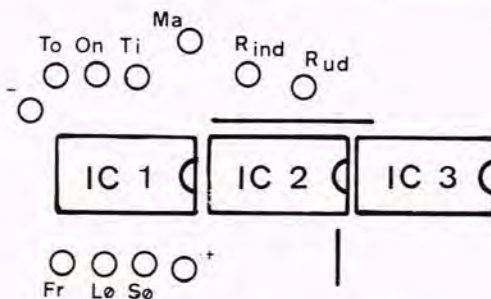 Ma
To On Ti R ind R ud
-
IC 1 IC 2 IC 3
+
Fr Lø Sø